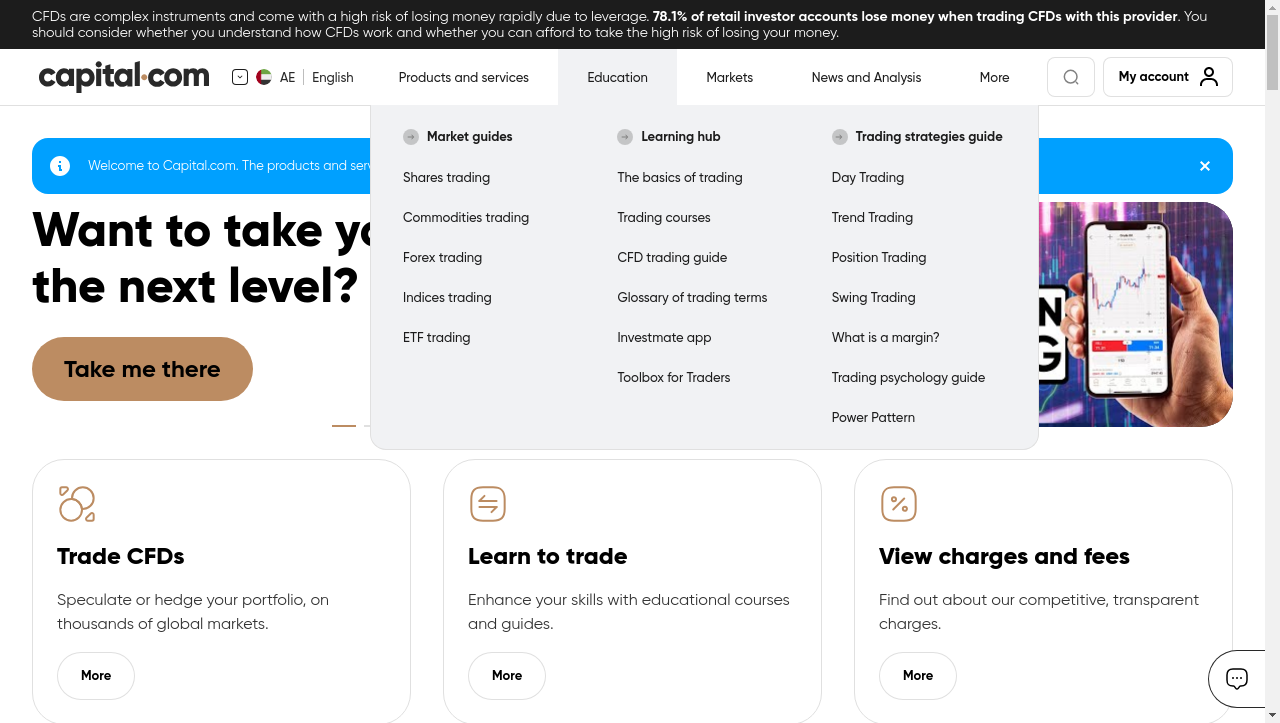 CFDs are complex instruments and come with a high risk of losing money rapidly due to leverage. 78.1% of retail investor accounts lose money when trading CFDs with this provider. You
should consider whether you understand how CFDs work and whether you can afford to take the high risk of losing your money.
capital.com
AE English
Products and services
Education
Markets
News and Analysis
More
My account
Market guides
Shares trading
Commodities trading
Forex trading
Indices trading
ETF trading
Learning hub
The basics of trading
Trading courses
CFD trading guide
Glossary of trading terms
Investmate app
Toolbox for Traders
Trading strategies guide
Day Trading
Trend Trading
Position Trading
Swing Trading
What is a margin?
Trading psychology guide
Power Pattern
Welcome to Capital.com. The products and
Want to take
the next level?
Take me there
Trade CFDs
Speculate or hedge your portfolio, on
thousands of global markets.
More
Learn to trade
Enhance your skills with educational courses
and guides.
More
View charges and fees
Find out about our competitive, transparent
charges.
More